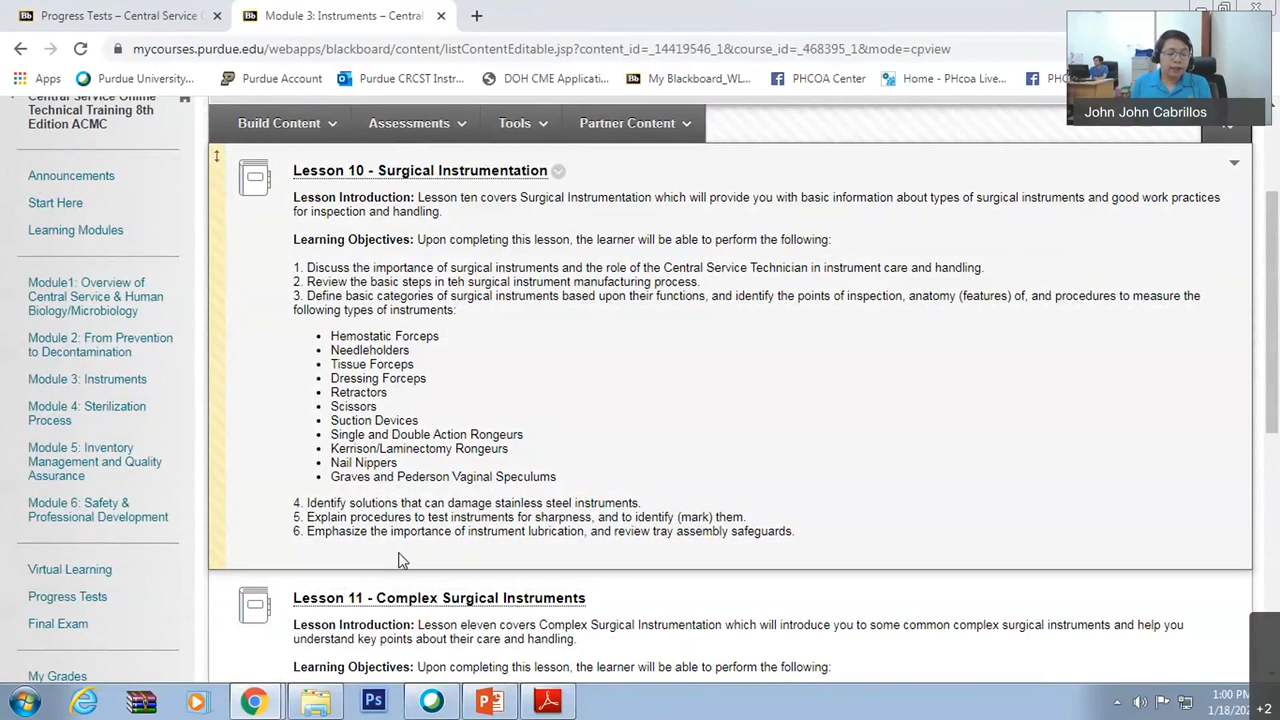 Progress Tests – Central Service
Module 3: Instruments – Central
mycourses.purdue.edu/webapps/blackboard/content/listContentEditable.jsp?content_id=_14419546_1&course_id=_468395_1&mode=cpview
Apps
Purdue University...
Purdue Account
Purdue CRCST Instr...
DOH CME Applicati...
My Blackboard_WL...
PHCOA Center
Home - PHcoa Live...
John John Cabrillos
Central Service Online
Technical Training 8th
Edition ACMC
Announcements
Start Here
Learning Modules
Module1: Overview of
Central Service & Human
Biology/Microbiology
Module 2: From Prevention
to Decontamination
Module 3: Instruments
Module 4: Sterilization
Process
Module 5: Inventory
Management and Quality
Assurance
Module 6: Safety &
Professional Development
Virtual Learning
Progress Tests
Final Exam
My Grades
Build Content
Assessments
Tools
Partner Content
Lesson 10 - Surgical Instrumentation
Lesson Introduction: Lesson ten covers Surgical Instrumentation which will provide you with basic information about types of surgical instruments and good work practices
for inspection and handling.
Learning Objectives: Upon completing this lesson, the learner will be able to perform the following:
1. Discuss the importance of surgical instruments and the role of the Central Service Technician in instrument care and handling.
2. Review the basic steps in teh surgical instrument manufacturing process.
3. Define basic categories of surgical instruments based upon their functions, and identify the points of inspection, anatomy (features) of, and procedures to measure the
following types of instruments:
• Hemostatic Forceps
• Needleholders
• Tissue Forceps
• Dressing Forceps
• Retractors
• Scissors
• Suction Devices
• Single and Double Action Rongeurs
• Kerrison/Laminectomy Rongeurs
• Nail Nippers
• Graves and Pederson Vaginal Speculums
4. Identify solutions that can damage stainless steel instruments.
5. Explain procedures to test instruments for sharpness, and to identify (mark) them.
6. Emphasize the importance of instrument lubrication, and review tray assembly safeguards.
Lesson 11 - Complex Surgical Instruments
Lesson Introduction: Lesson eleven covers Complex Surgical Instrumentation which will introduce you to some common complex surgical instruments and help you
understand key points about their care and handling.
Learning Objectives: Upon completing this lesson, the learner will be able to perform the following:
1:00 PM
+2